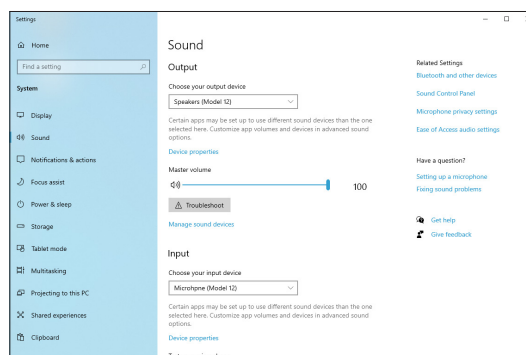 Settings
Home
Find a setting
System
Display
Sound
Notifications & actions
Focus assist
Power & sleep
Storage
Tablet mode
Multitasking
Projecting to this PC
Shared experiences
Clipboard
Sound
Output
Choose your output device
Speakers (Model 12)
Certain apps may be set up to use different sound devices than the one
selected here. Customize app volumes and devices in advanced sound
options.
Device properties
Master volume
100
Troubleshoot
Manage sound devices
Input
Choose your input device
Microhpne (Model 12)
Certain apps may be set up to use different sound devices than the one
selected here. Customize app volumes and devices in advanced sound
options.
Device properties
Related Settings
Bluetooth and other devices
Sound Control Panel
Microphone privacy settings
Ease of Access audio settings
Have a question?
Setting up a microphone
Fixing sound problems
Get help
Give feedback